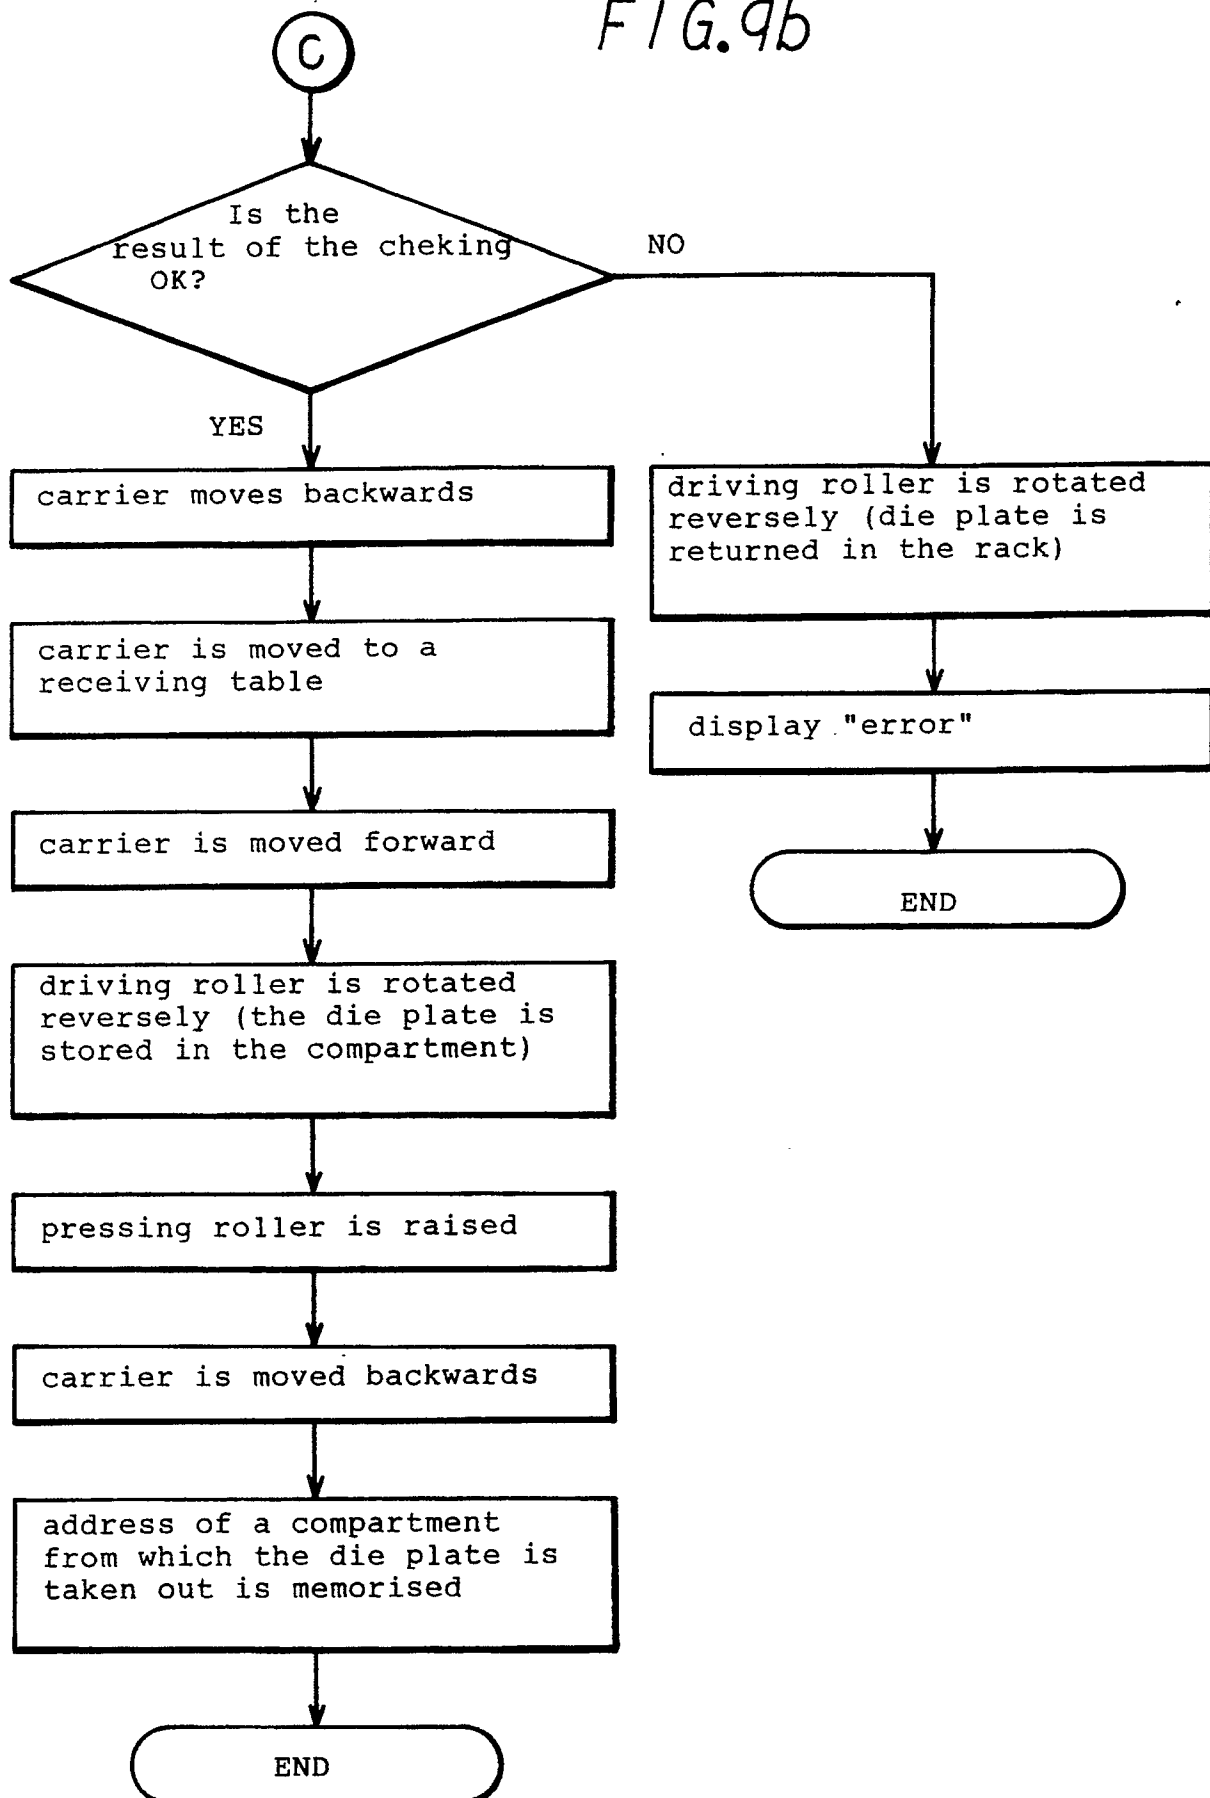 FIG.9b
C
Is the
result of the cheking
OK?
NO
YES
carrier moves backwards
carrier is moved to a
receiving table
carrier is moved forward
driving roller is rotated
reversely (the die plate is
stored in the compartment)
pressing roller is raised
carrier is moved backwards
address of a compartment
from which the die plate is
taken out is memorised
END
driving roller is rotated
reversely (die plate is
returned in the rack)
display "error"
END